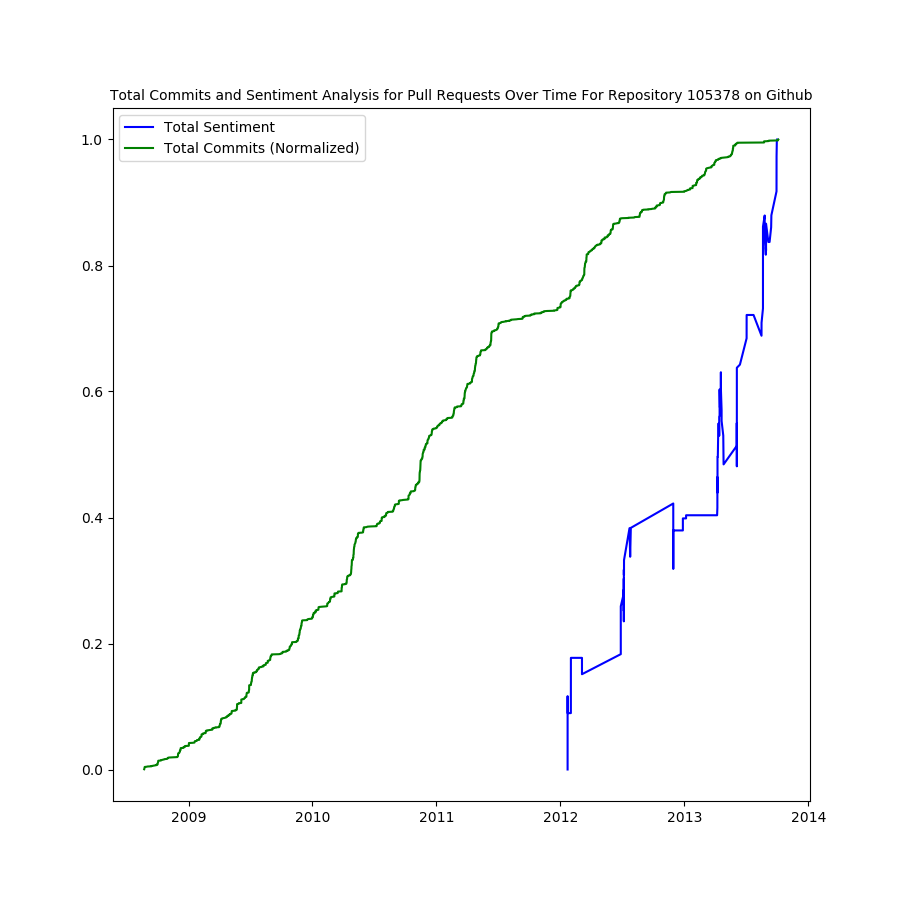 Total Commits and Sentiment Analysis for Pull Requests Over Time For Repository 105378 on Github
Total Sentiment
Total Commits (Normalized)
1.0
0.8
0.6
0.4
0.2
0.0
2009 2010 2011 2012 2013 2014